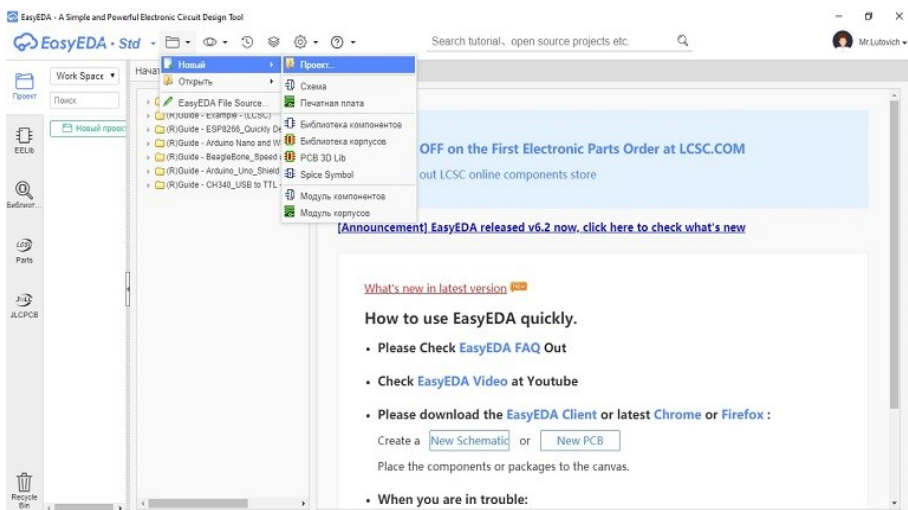 EasyEDA - A Simple and Powerful Electronic Circuit Design Tool
EasyEDA · Std
Search tutorial、open source projects etc.
Mr.Lutovich
Проект
EELib
Библиот...
Parts
JLCPCB
Recycle
Bin
Work Space
Поиск
Новый проект
Новый
Открыть
EasyEDA File Source...
(R)Guide - Example - (LCSC)
(R)Guide - ESP8266_Quickly De
(R)Guide - Arduino Nano and W
(R)Guide - BeagleBone_Speed i
(R)Guide - Arduino_Uno_Shield
(R)Guide - CH340_USB to TTL -
Проект...
Схема
Печатная плата
Библиотека компонентов
Библиотека корпусов
PCB 3D Lib
Spice Symbol
Модуль компонентов
Модуль корпусов
OFF on the First Electronic Parts Order at LCSC.COM
out LCSC online components store
[Announcement] EasyEDA released v6.2 now, click here to check what's new
What's new in latest version
How to use EasyEDA quickly.
• Please Check EasyEDA FAQ Out
• Check EasyEDA Video at Youtube
• Please download the EasyEDA Client or latest Chrome or Firefox :
Create a New Schematic or New PCB
Place the components or packages to the canvas.
• When you are in trouble: